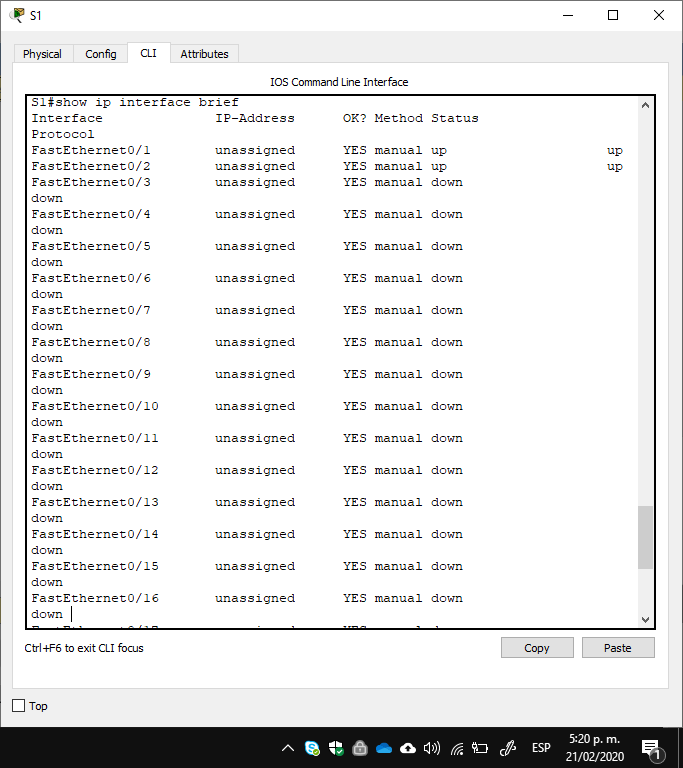 S1
Physical Config CLI Attributes
IOS Command Line Interface
S1#show ip interface brief
Interface IP-Address OK? Method Status
Protocol
FastEthernet0/1 unassigned YES manual up up
FastEthernet0/2 unassigned YES manual up up
FastEthernet0/3 unassigned YES manual down
down
FastEthernet0/4 unassigned YES manual down
down
FastEthernet0/5 unassigned YES manual down
down
FastEthernet0/6 unassigned YES manual down
down
FastEthernet0/7 unassigned YES manual down
down
FastEthernet0/8 unassigned YES manual down
down
FastEthernet0/9 unassigned YES manual down
down
FastEthernet0/10 unassigned YES manual down
down
FastEthernet0/11 unassigned YES manual down
down
FastEthernet0/12 unassigned YES manual down
down
FastEthernet0/13 unassigned YES manual down
down
FastEthernet0/14 unassigned YES manual down
down
FastEthernet0/15 unassigned YES manual down
down
FastEthernet0/16 unassigned YES manual down
down
Ctrl+F6 to exit CLI focus Copy Paste
Top
ESP 5:20 p. m.
21/02/2020 1